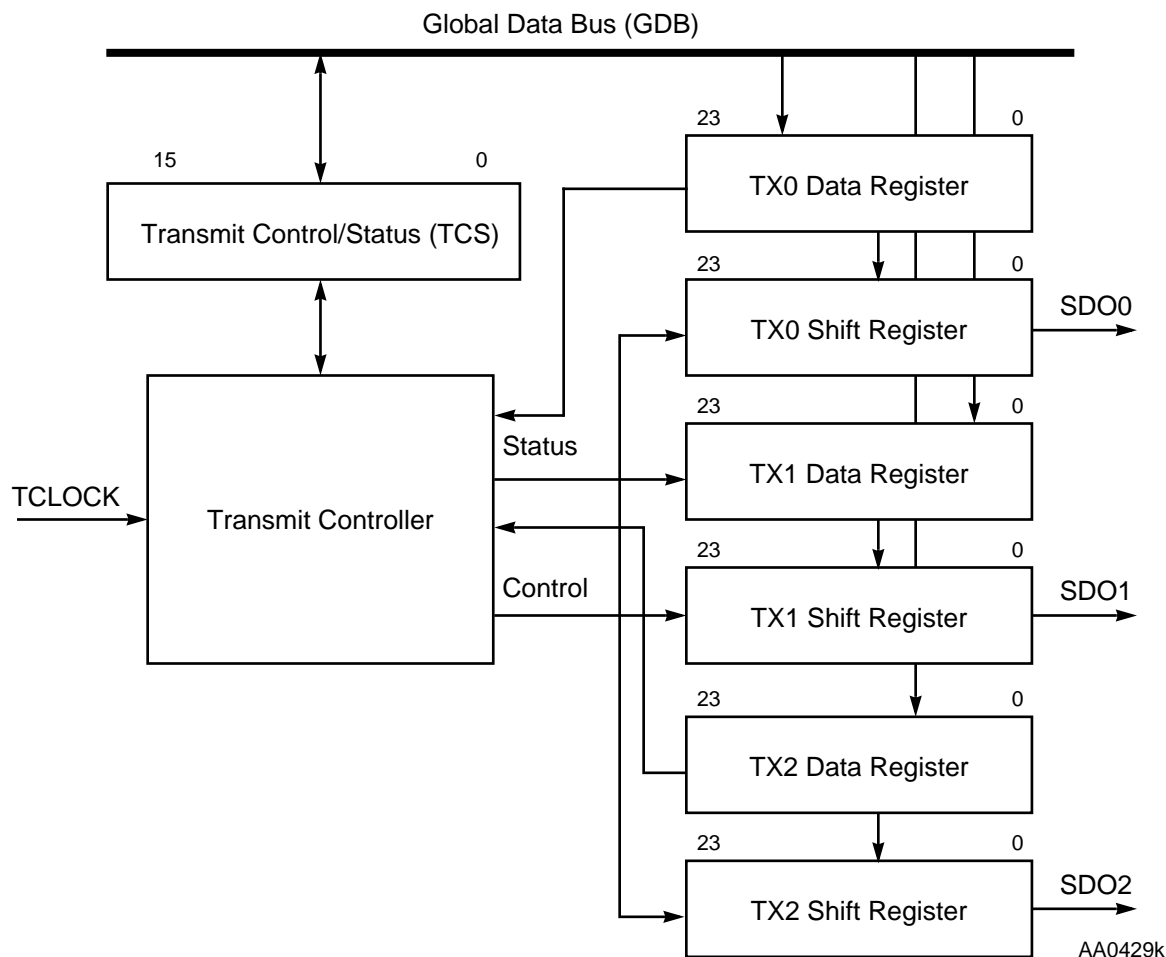 Global Data Bus (GDB)
23 0
15 0
TX0 Data Register
Transmit Control/Status (TCS)
23 0
SDO0
TX0 Shift Register
23 0
Status
TX1 Data Register
TCLOCK
Transmit Controller
23 0
Control
SDO1
TX1 Shift Register
23 0
TX2 Data Register
23 0
SDO2
TX2 Shift Register
AA0429k